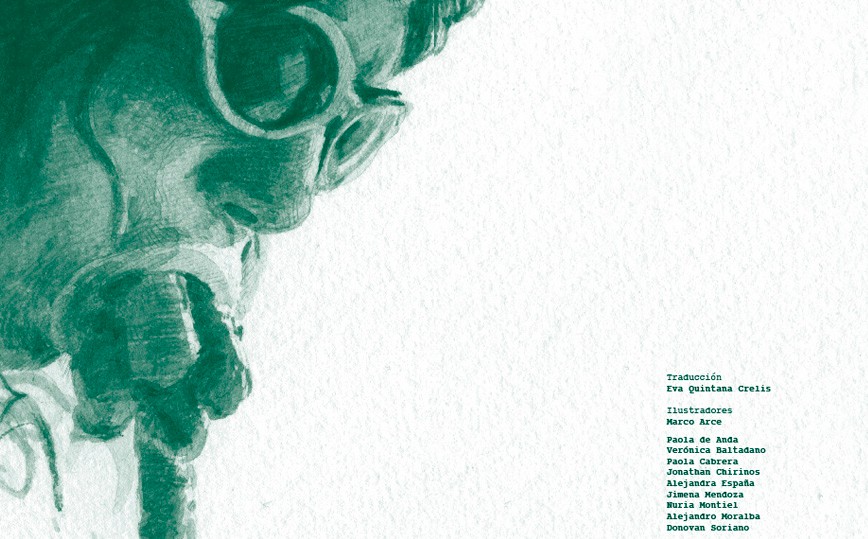 Traducción
Eva Quintana Crelis
Ilustradores
Marco Arce
Paola de Anda
Verónica Baltadano
Paola Cabrera
Jonathan Chirinos
Alejandra España
Jimena Mendoza
Nuria Montiel
Alejandro Moralba
Donovan Soriano